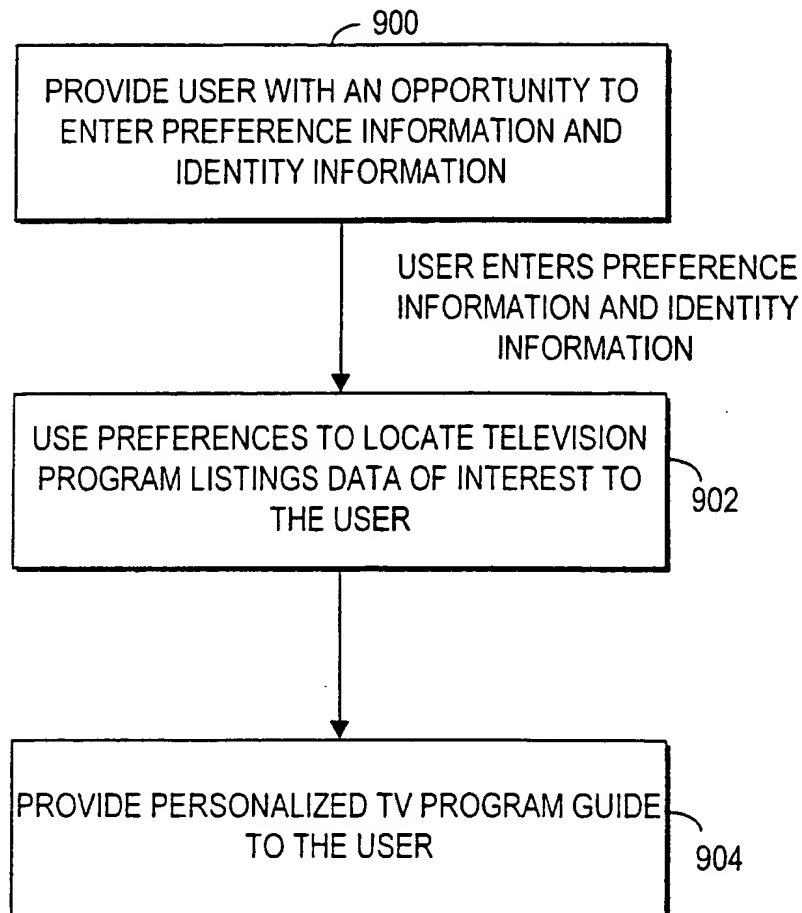 900
PROVIDE USER WITH AN OPPORTUNITY TO
ENTER PREFERENCE INFORMATION AND
IDENTITY INFORMATION
USER ENTERS PREFERENCE
INFORMATION AND IDENTITY
INFORMATION
USE PREFERENCES TO LOCATE TELEVISION
PROGRAM LISTINGS DATA OF INTEREST TO
THE USER
902
PROVIDE PERSONALIZED TV PROGRAM GUIDE
TO THE USER
904